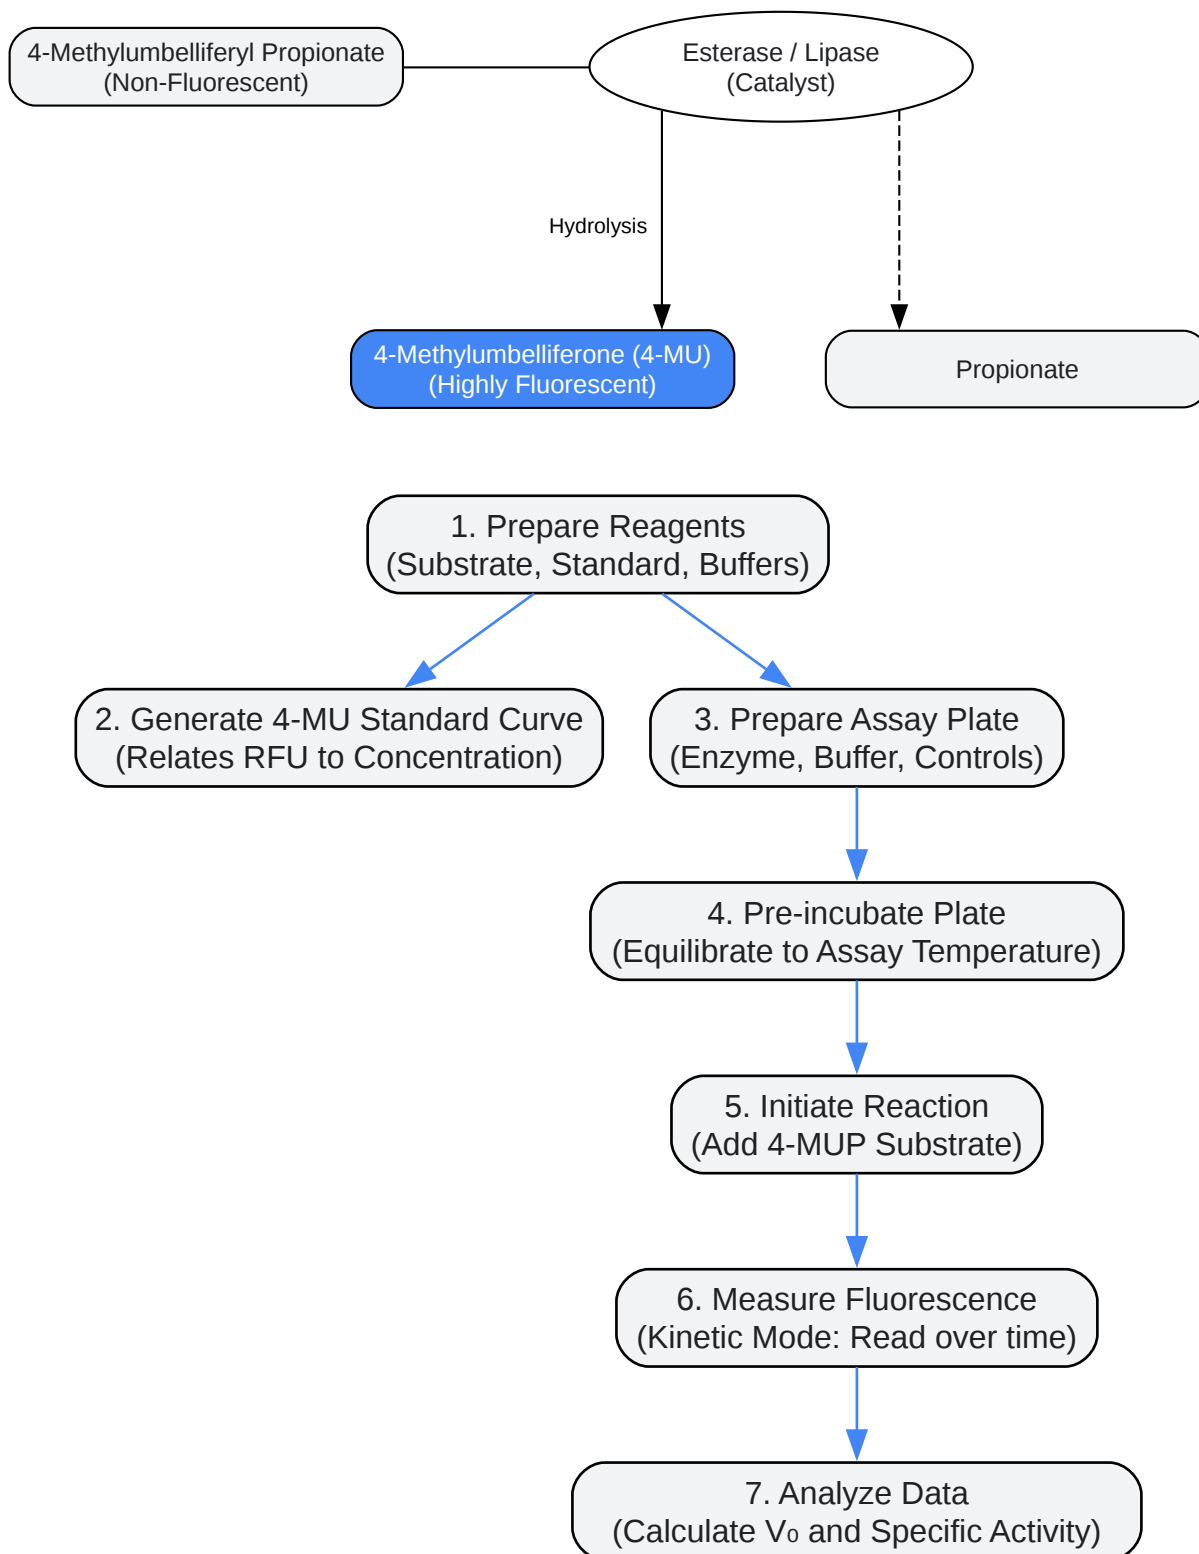 4-Methylumbelliferyl Propionate
(Non-Fluorescent)
Esterase / Lipase
(Catalyst)
Hydrolysis
4-Methylumbelliferone (4-MU)
(Highly Fluorescent)
Propionate
1. Prepare Reagents
(Substrate, Standard, Buffers)
2. Generate 4-MU Standard Curve
(Relates RFU to Concentration)
3. Prepare Assay Plate
(Enzyme, Buffer, Controls)
4. Pre-incubate Plate
(Equilibrate to Assay Temperature)
5. Initiate Reaction
(Add 4-MUP Substrate)
6. Measure Fluorescence
(Kinetic Mode: Read over time)
7. Analyze Data
(Calculate V₀ and Specific Activity)